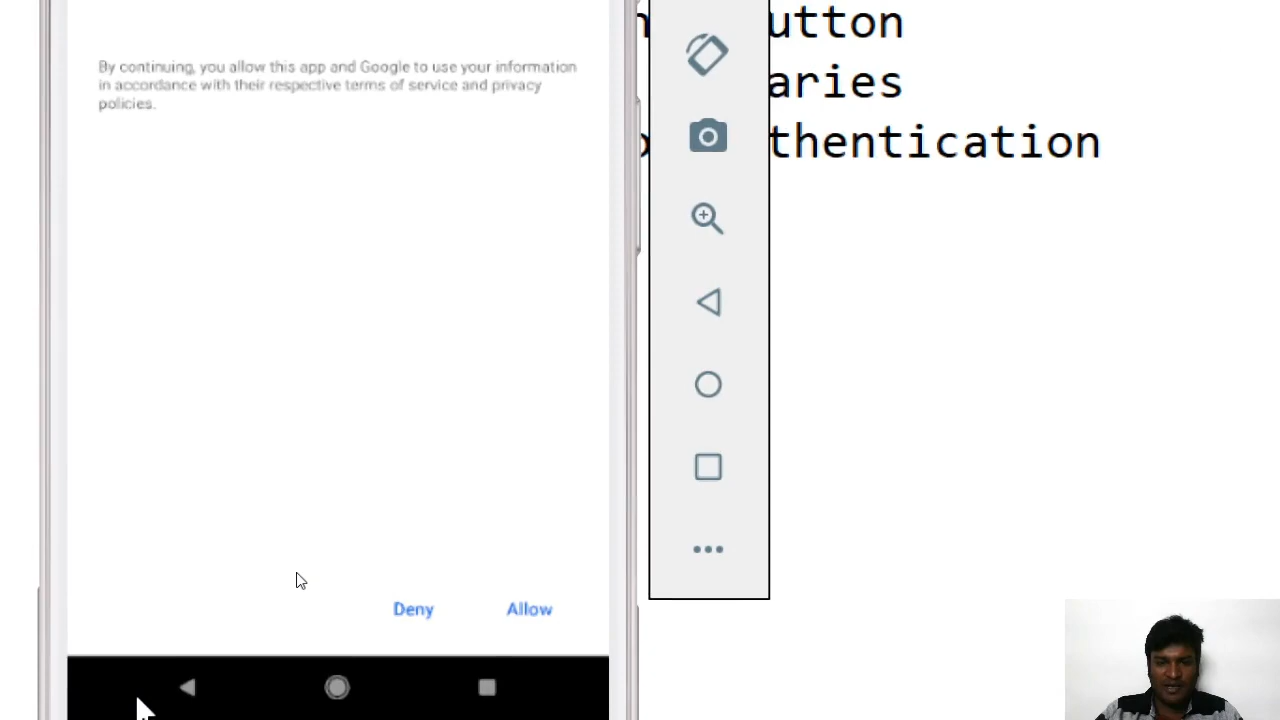 utton
By continuing, you allow this app and Google to use your information
aries
in accordance with their respective terms of service and privacy
policies.
thentication
Deny Allow